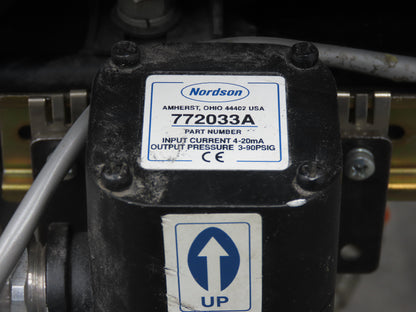 Nordson
AMHERST, OHIO 44402 USA
772033A
PART NUMBER
INPUT CURRENT 4-20mA
OUTPUT PRESSURE 3-90PSIG
CE
UP